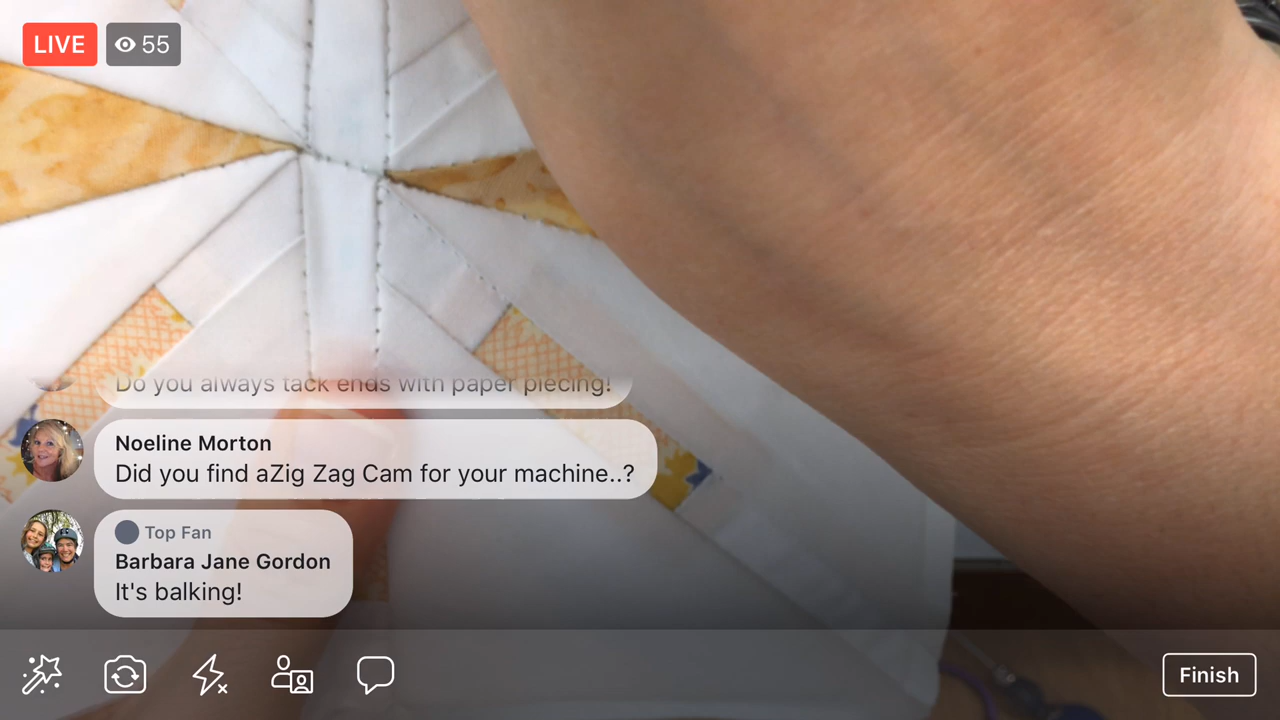 LIVE 55
Do you always tack ends with paper piecing!
Noeline Morton
Did you find aZig Zag Cam for your machine..?
Top Fan
Barbara Jane Gordon
It's balking!
Finish